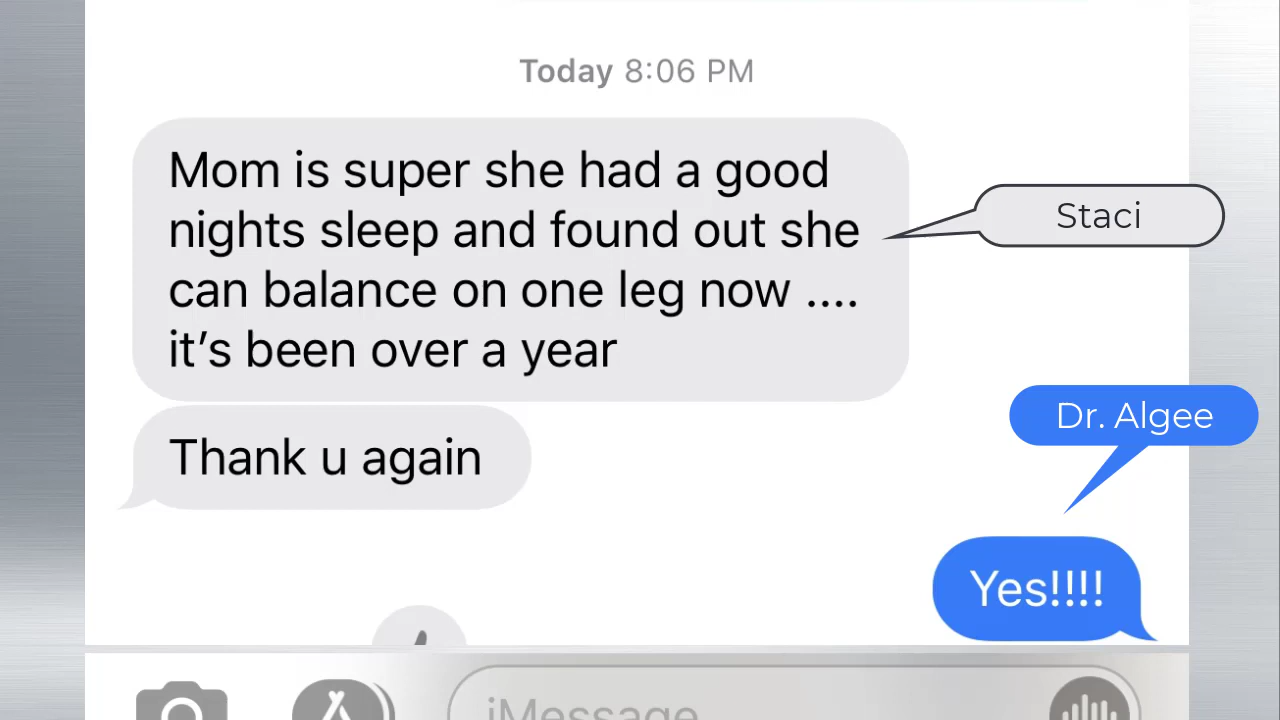 Today 8:06 PM
Mom is super she had a good
nights sleep and found out she
can balance on one leg now ....
it’s been over a year
Staci
Thank u again
Dr. Algee
Yes!!!!
iMessage